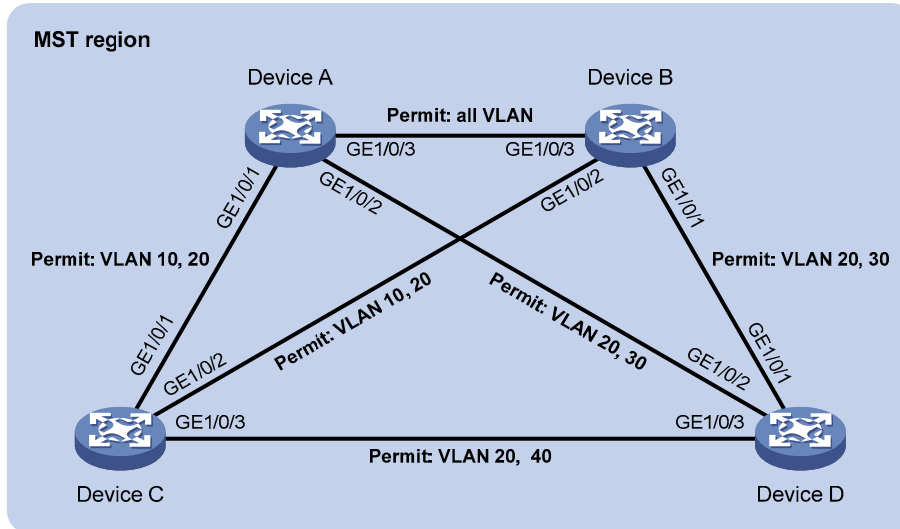 MST region
Device A
Device B
Permit: all VLAN
GE1/0/3
GE1/0/3
GE1/0/1
GE1/0/2
GE1/0/2
GE1/0/1
Permit: VLAN 10, 20
Permit: VLAN 10, 20
Permit: VLAN 20, 30
Permit: VLAN 20, 30
GE1/0/1
GE1/0/2
GE1/0/2
GE1/0/1
GE1/0/3
GE1/0/3
Permit: VLAN 20, 40
Device C
Device D